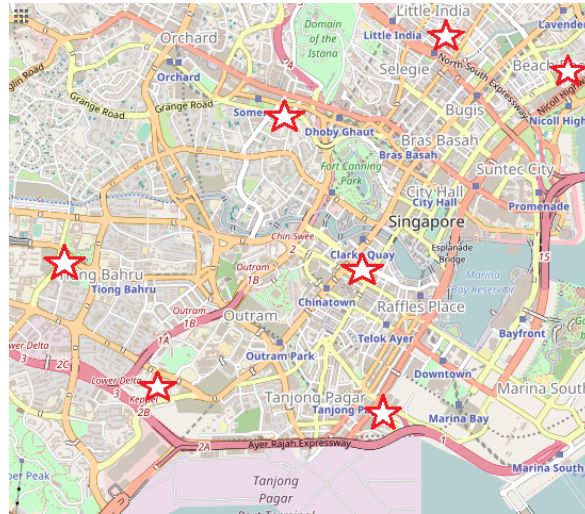 Little India
Orchard
Domain
of the
Istana
Little India
Lavende
Selegie
North South Expressway
Beach
glin Road
Orchard
Grange Road
Grange Road
Some
Nicoll High
Bugis
Nicoll High
Dhoby Ghaut
Bras Basah
Bras Basah
Suntec City
Fort Canning
Park
City Hall
City Hall
Promenade
Singapore
Chin Swee
2
Clarke Quay
Esplanade
Bridge
15
Outram
1B
Tiong Bahru
Tiong Bahru
Marina
Bay Reservoir
Chinatown
Raffles Place
Outram
1B
Outram
Bayfront
Telok Ayer
1A
3
2C
Outram Park
Lower Delta
Lower Delta
3
Keppel
2B
Downtown
Marina South
Tanjong Pagar
Tanjong P
Marina Bay
2A
Ayer Rajah Expressway
1
Marina South
per Peak
Tanjong
Pagar
Port Terminal